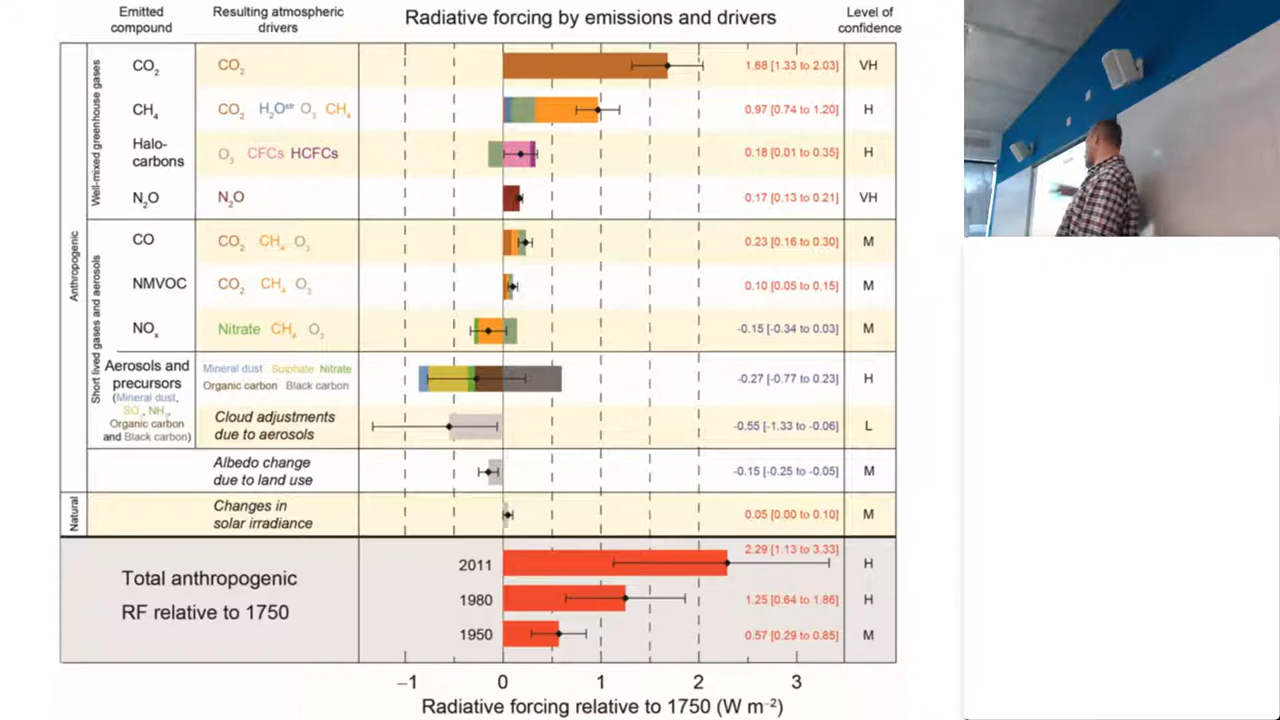 Emitted compound
Resulting atmospheric drivers
Radiative forcing by emissions and drivers
Level of confidence
Anthropogenic
Well-mixed greenhouse gases
CO₂ CO₂ 1.68 [1.33 to 2.03] VH
CH₄ CO₂ H₂Oˢᵗʳ O₃ CH₄ 0.97 [0.74 to 1.20] H
Halo-carbons O₃ CFCs HCFCs 0.18 [0.01 to 0.35] H
N₂O N₂O 0.17 [0.13 to 0.21] VH
Short lived gases and aerosols
CO CO₂ CH₄ O₃ 0.23 [0.16 to 0.30] M
NMVOC CO₂ CH₄ O₃ 0.10 [0.05 to 0.15] M
NOₓ Nitrate CH₄ O₃ -0.15 [-0.34 to 0.03] M
Aerosols and precursors
(Mineral dust,
SO₂, NH₃,
Organic carbon
and Black carbon)
Mineral dust Sulphate Nitrate
Organic carbon Black carbon
-0.27 [-0.77 to 0.23] H
Cloud adjustments
due to aerosols
-0.55 [-1.33 to -0.06] L
Albedo change
due to land use
-0.15 [-0.25 to -0.05] M
Natural
Changes in
solar irradiance
0.05 [0.00 to 0.10] M
Total anthropogenic
RF relative to 1750
2011 2.29 [1.13 to 3.33] H
1980 1.25 [0.64 to 1.86] H
1950 0.57 [0.29 to 0.85] M
−1 0 1 2 3
Radiative forcing relative to 1750 (W m⁻²)